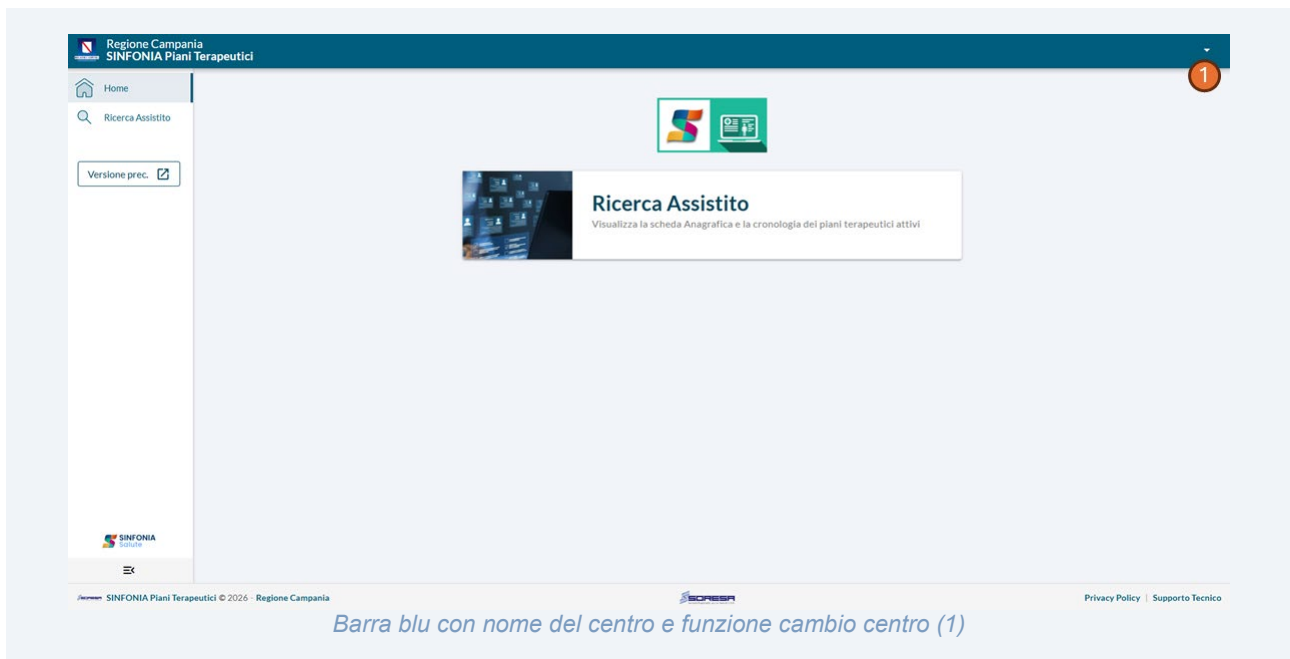 Regione Campania
SINFONIA Piani Terapeutici
1
Home
Ricerca Assistito
Versione prec.
Ricerca Assistito
Visualizza la scheda Anagrafica e la cronologia dei piani terapeutici attivi
SINFONIA
Salute
SINFONIA Piani Terapeutici © 2026 - Regione Campania
SORESA
Privacy Policy | Supporto Tecnico
Barra blu con nome del centro e funzione cambio centro (1)